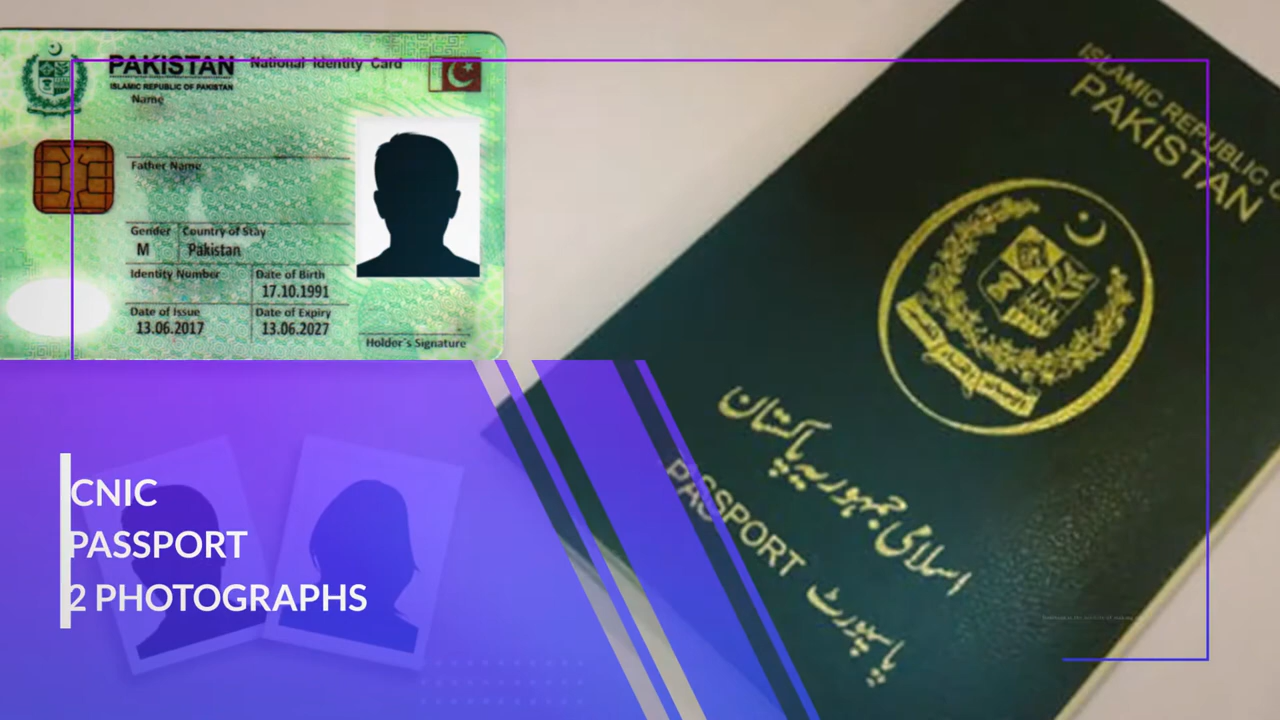 PAKISTAN National Identity Card
ISLAMIC REPUBLIC OF PAKISTAN
Name
Father Name
Gender Country of Stay
M Pakistan
Identity Number Date of Birth
17.10.1991
Date of Issue Date of Expiry
13.06.2017 13.06.2027
Holder's Signature
ISLAMIC REPUBLIC O
PAKISTAN
اسلامی جمہوریہ پاکستان
PASSPORT پاسپورٹ
CNIC
PASSPORT
2 PHOTOGRAPHS